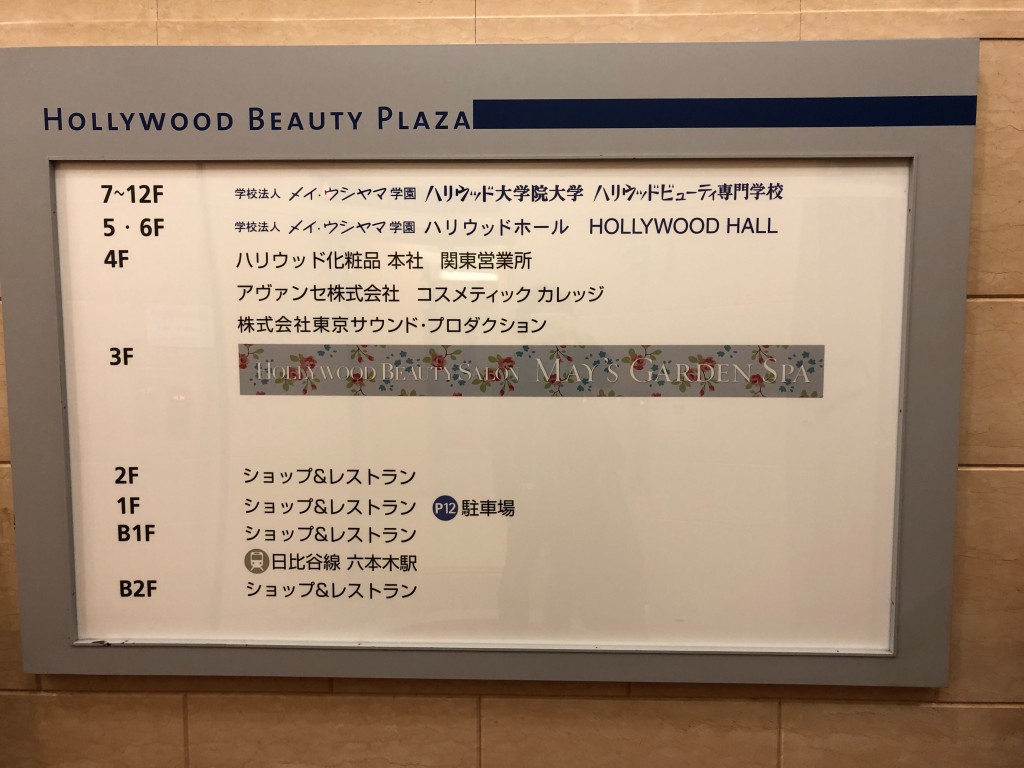 HOLLYWOOD BEAUTY PLAZA
7~12F 学校法人 メイ・ウシヤマ 学園 ハリウッド大学院大学 ハリウッドビューティ専門学校
5・6F 学校法人 メイ・ウシヤマ 学園 ハリウッドホール HOLLYWOOD HALL
4F ハリウッド化粧品 本社 関東営業所
アヴァンセ株式会社 コスメティック カレッジ
株式会社東京サウンド・プロダクション
3F HOLLYWOOD BEAUTY SALON MAY'S GARDEN SPA
2F ショップ&レストラン
1F ショップ&レストラン P12 駐車場
B1F ショップ&レストラン
日比谷線 六本木駅
B2F ショップ&レストラン